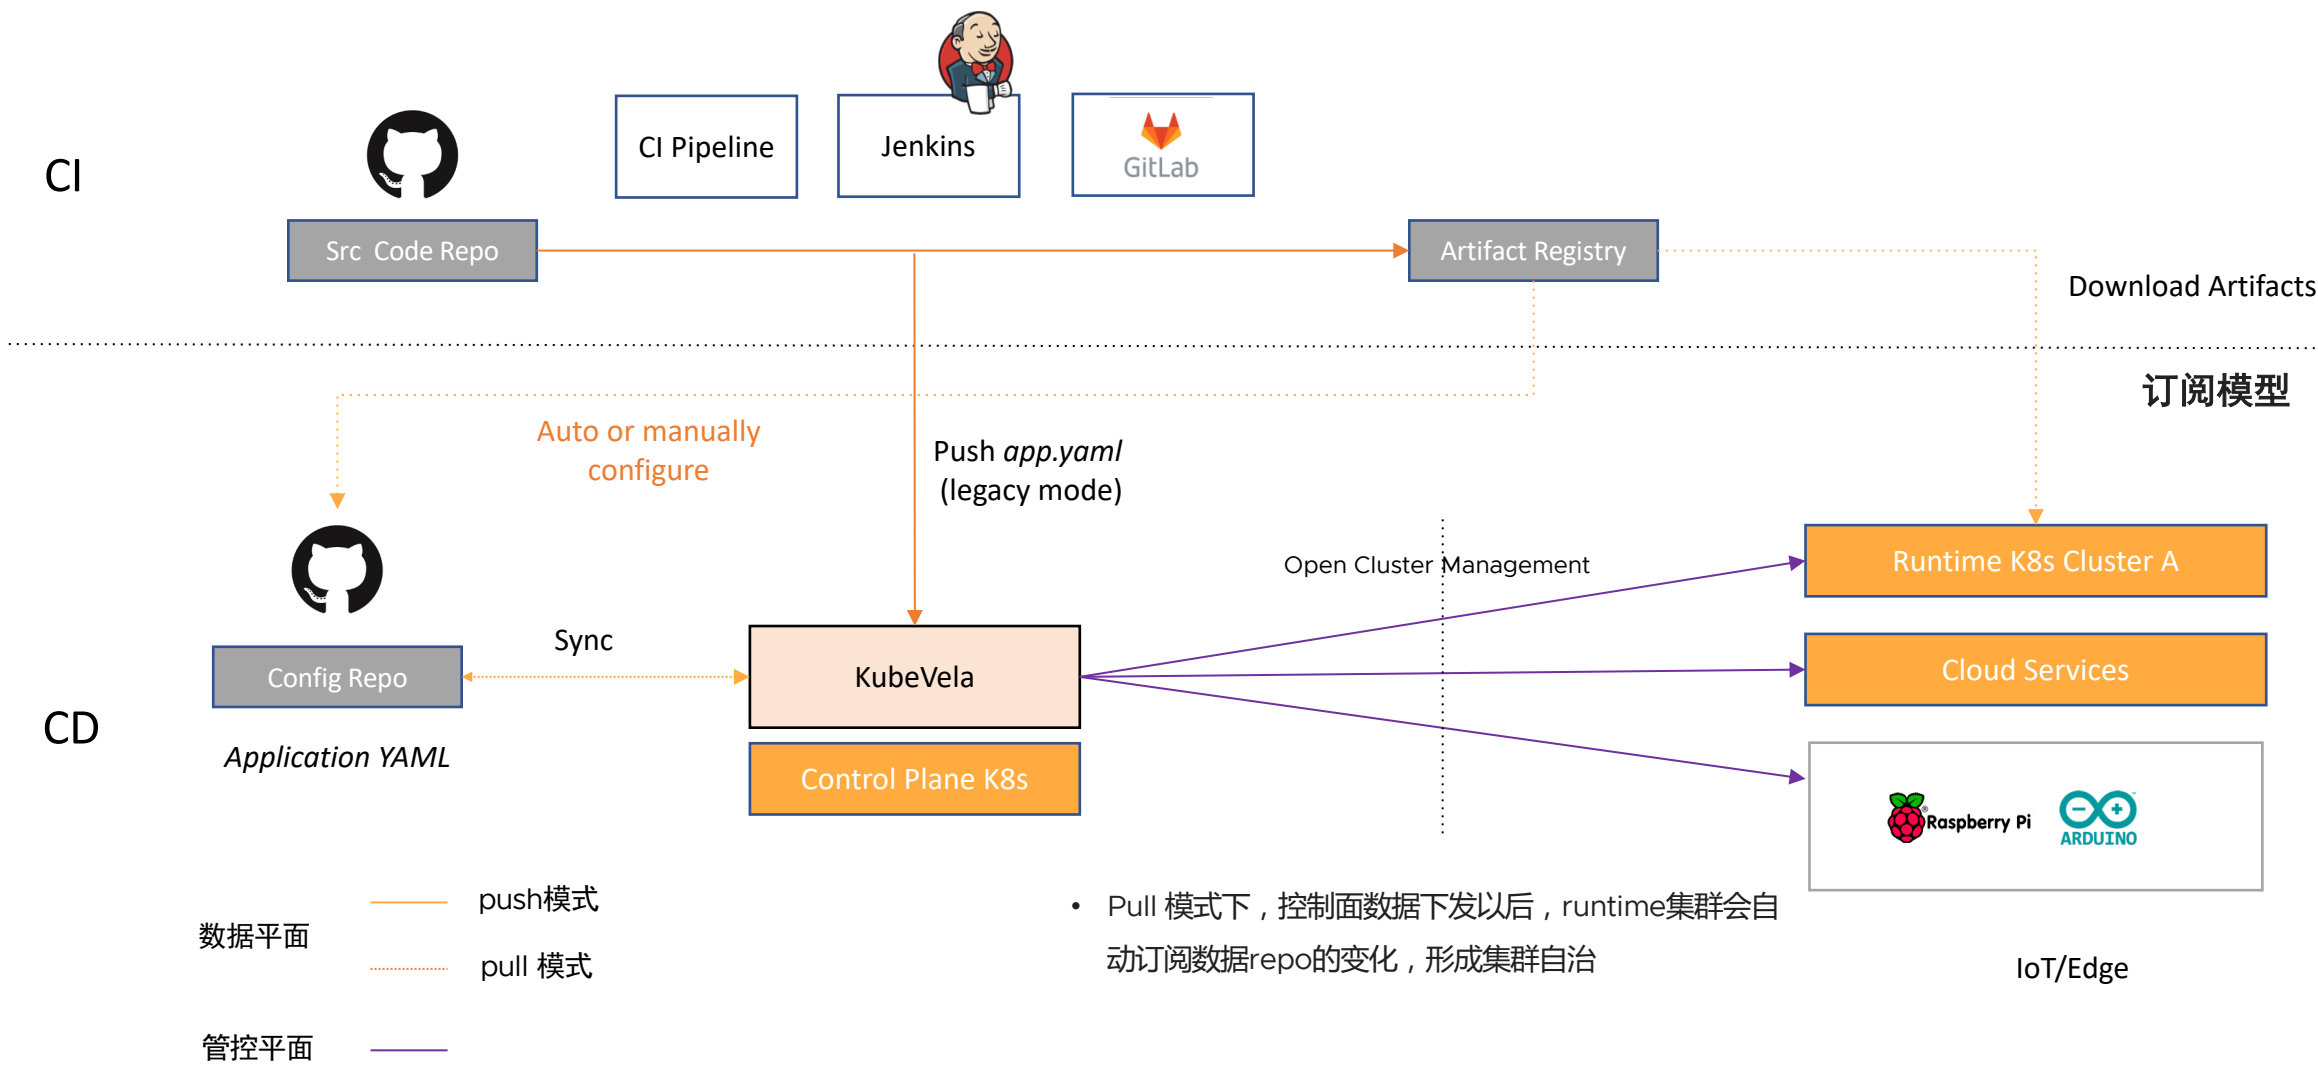 CI
CI Pipeline
Jenkins
GitLab
Src Code Repo
Artifact Registry
Download Artifacts
订阅模型
Auto or manually
configure
Push app.yaml
(legacy mode)
Open Cluster Management
Runtime K8s Cluster A
Sync
Config Repo
KubeVela
Cloud Services
CD
Application YAML
Control Plane K8s
Raspberry Pi
ARDUINO
push模式
数据平面
pull 模式
管控平面
• Pull 模式下，控制面数据下发以后，runtime集群会自
动订阅数据repo的变化，形成集群自治
IoT/Edge